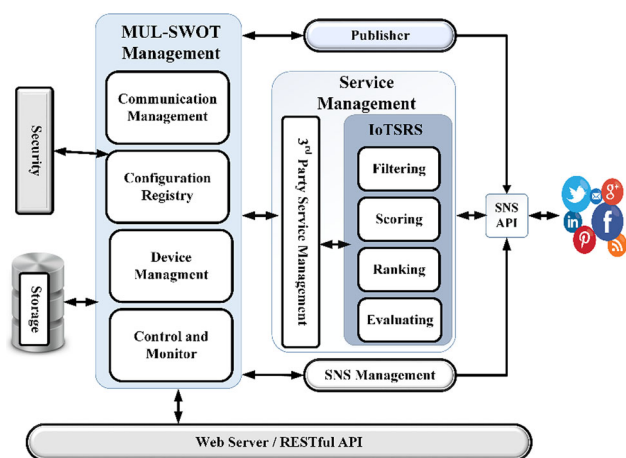 MUL-SWOT
Management
Communication
Management
Configuration
Registry
Device
Managment
Control and
Monitor
Security
Storage
Publisher
Service
Management
3rd Party Service Management
IoTSRS
Filtering
Scoring
Ranking
Evaluating
SNS Management
SNS
API
g+
in
f
Web Server / RESTful API